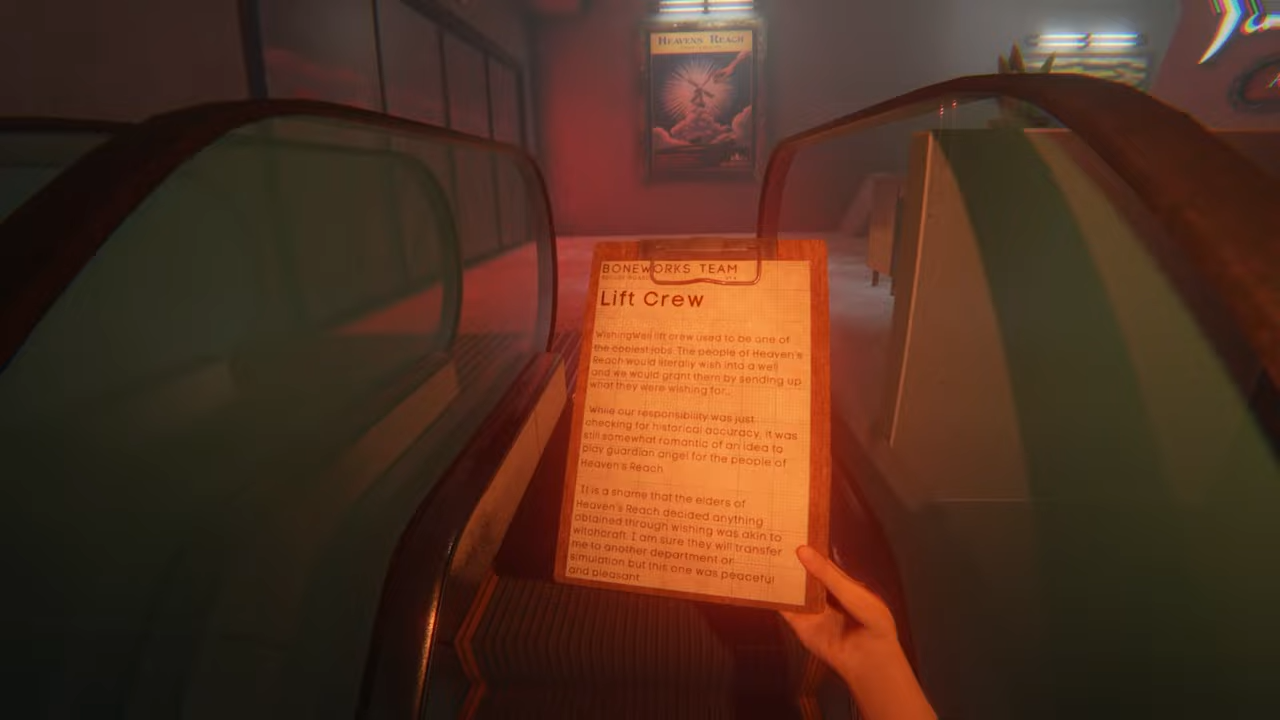 HEAVENS REACH
BONEWORKS TEAM
Lift Crew
WishingWell lift crew used to be one of
the coolest jobs. The people of Heaven's
Reach would literally wish into a well
and we would grant them by sending up
what they were wishing for...
While our responsibility was just
checking for historical accuracy, it was
still somewhat romantic of an idea to
play guardian angel for the people of
Heaven's Reach.
It is a shame that the elders of
Heaven's Reach decided anything
obtained through wishing was akin to
witchcraft. I am sure they will transfer
me to another department or
simulation but this one was peaceful
and pleasant.